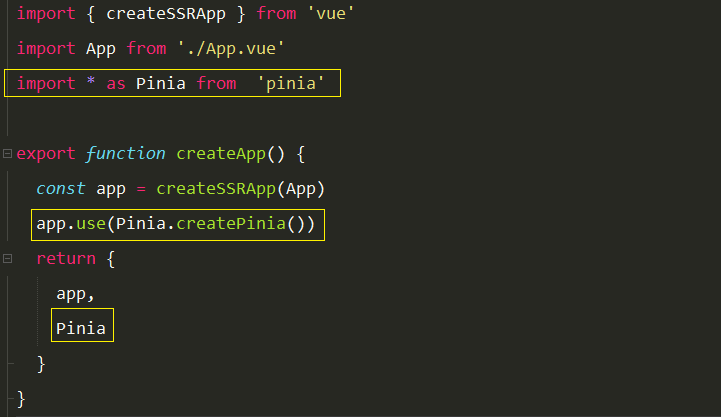 import { createSSRApp } from 'vue'
import App from './App.vue'
import * as Pinia from  'pinia'
export function createApp() {
const app = createSSRApp(App)
app.use(Pinia.createPinia())
return {
app,
Pinia
}
}